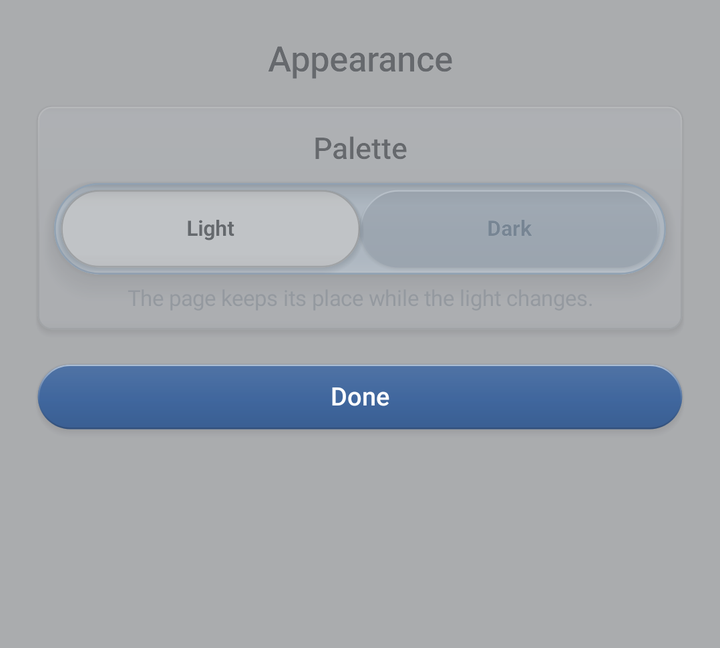 Appearance
Palette
Light
Dark
The page keeps its place while the light changes.
Done